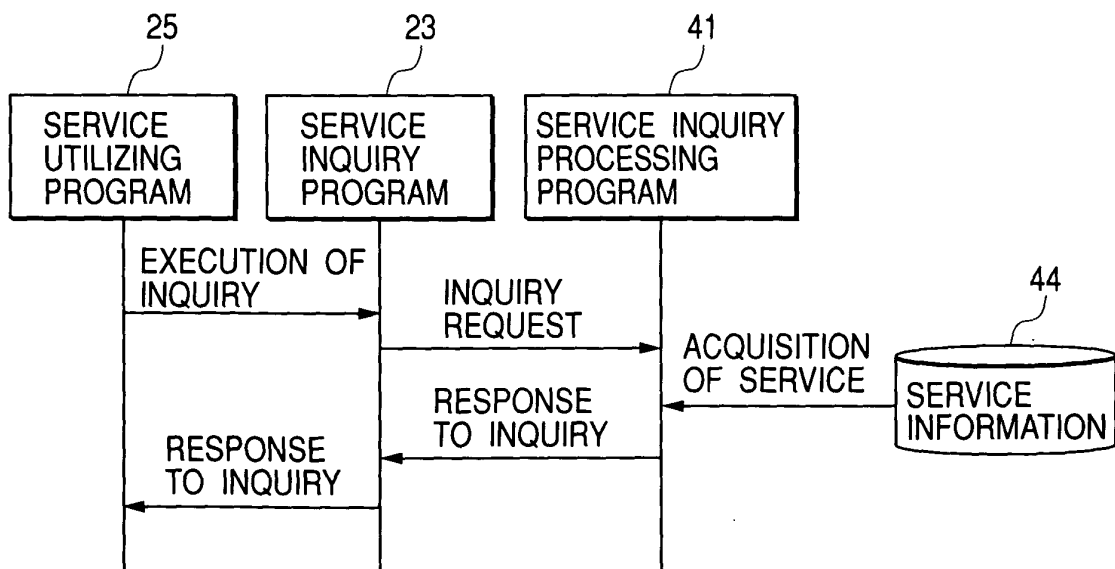 25
23
41
SERVICE
UTILIZING
PROGRAM
SERVICE
INQUIRY
PROGRAM
SERVICE INQUIRY
PROCESSING
PROGRAM
EXECUTION OF
INQUIRY
INQUIRY
REQUEST
44
ACQUISITION
OF SERVICE
SERVICE
INFORMATION
RESPONSE
TO INQUIRY
RESPONSE
TO INQUIRY